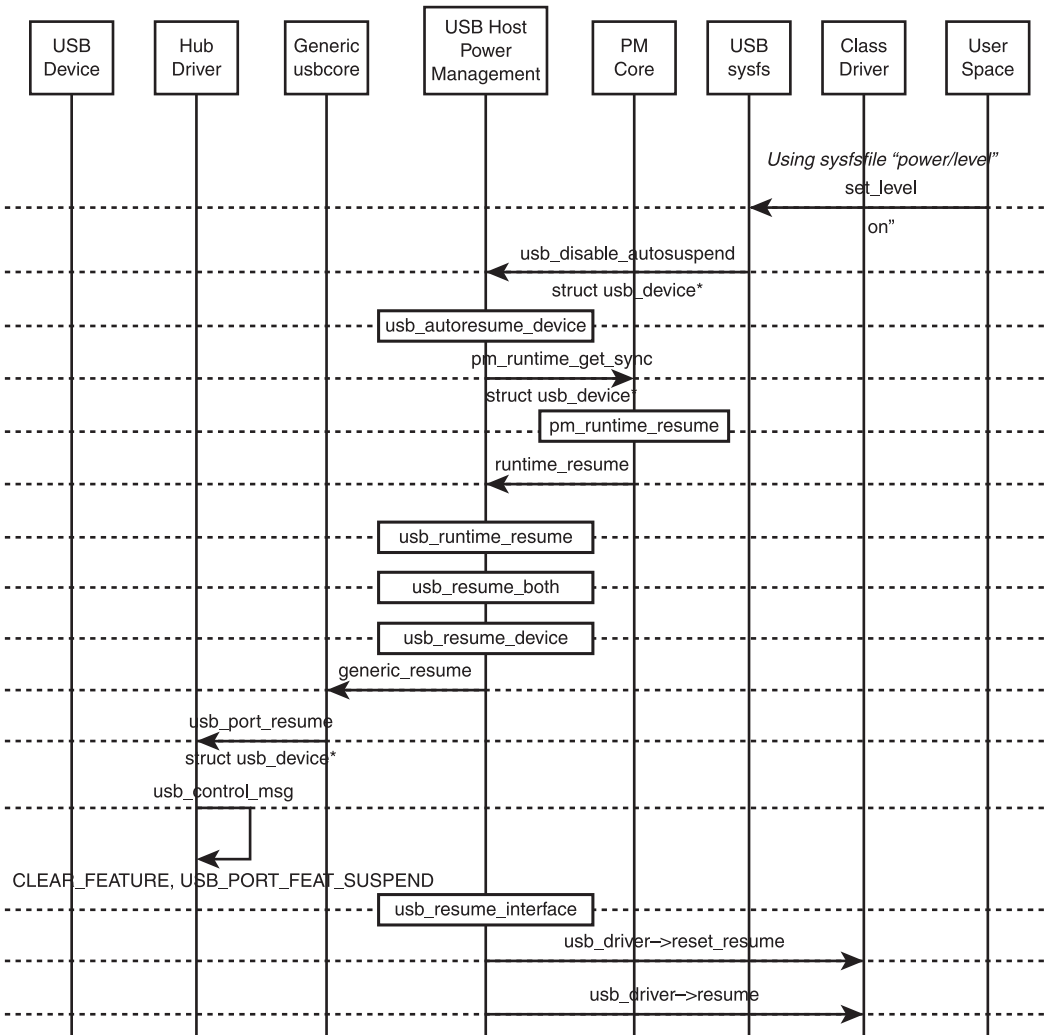 USB
Device
Hub
Driver
Generic
usbcore
USB Host
Power
Management
PM
Core
USB
sysfs
Class
Driver
User
Space
Using sysfsfile “power/level”
set_level
on”
usb_disable_autosuspend
struct usb_device*
usb_autoresume_device
pm_runtime_get_sync
struct usb_device*
pm_runtime_resume
runtime_resume
usb_runtime_resume
usb_resume_both
usb_resume_device
generic_resume
usb_port_resume
struct usb_device*
usb_control_msg
CLEAR_FEATURE, USB_PORT_FEAT_SUSPEND
usb_resume_interface
usb_driver–>reset_resume
usb_driver–>resume